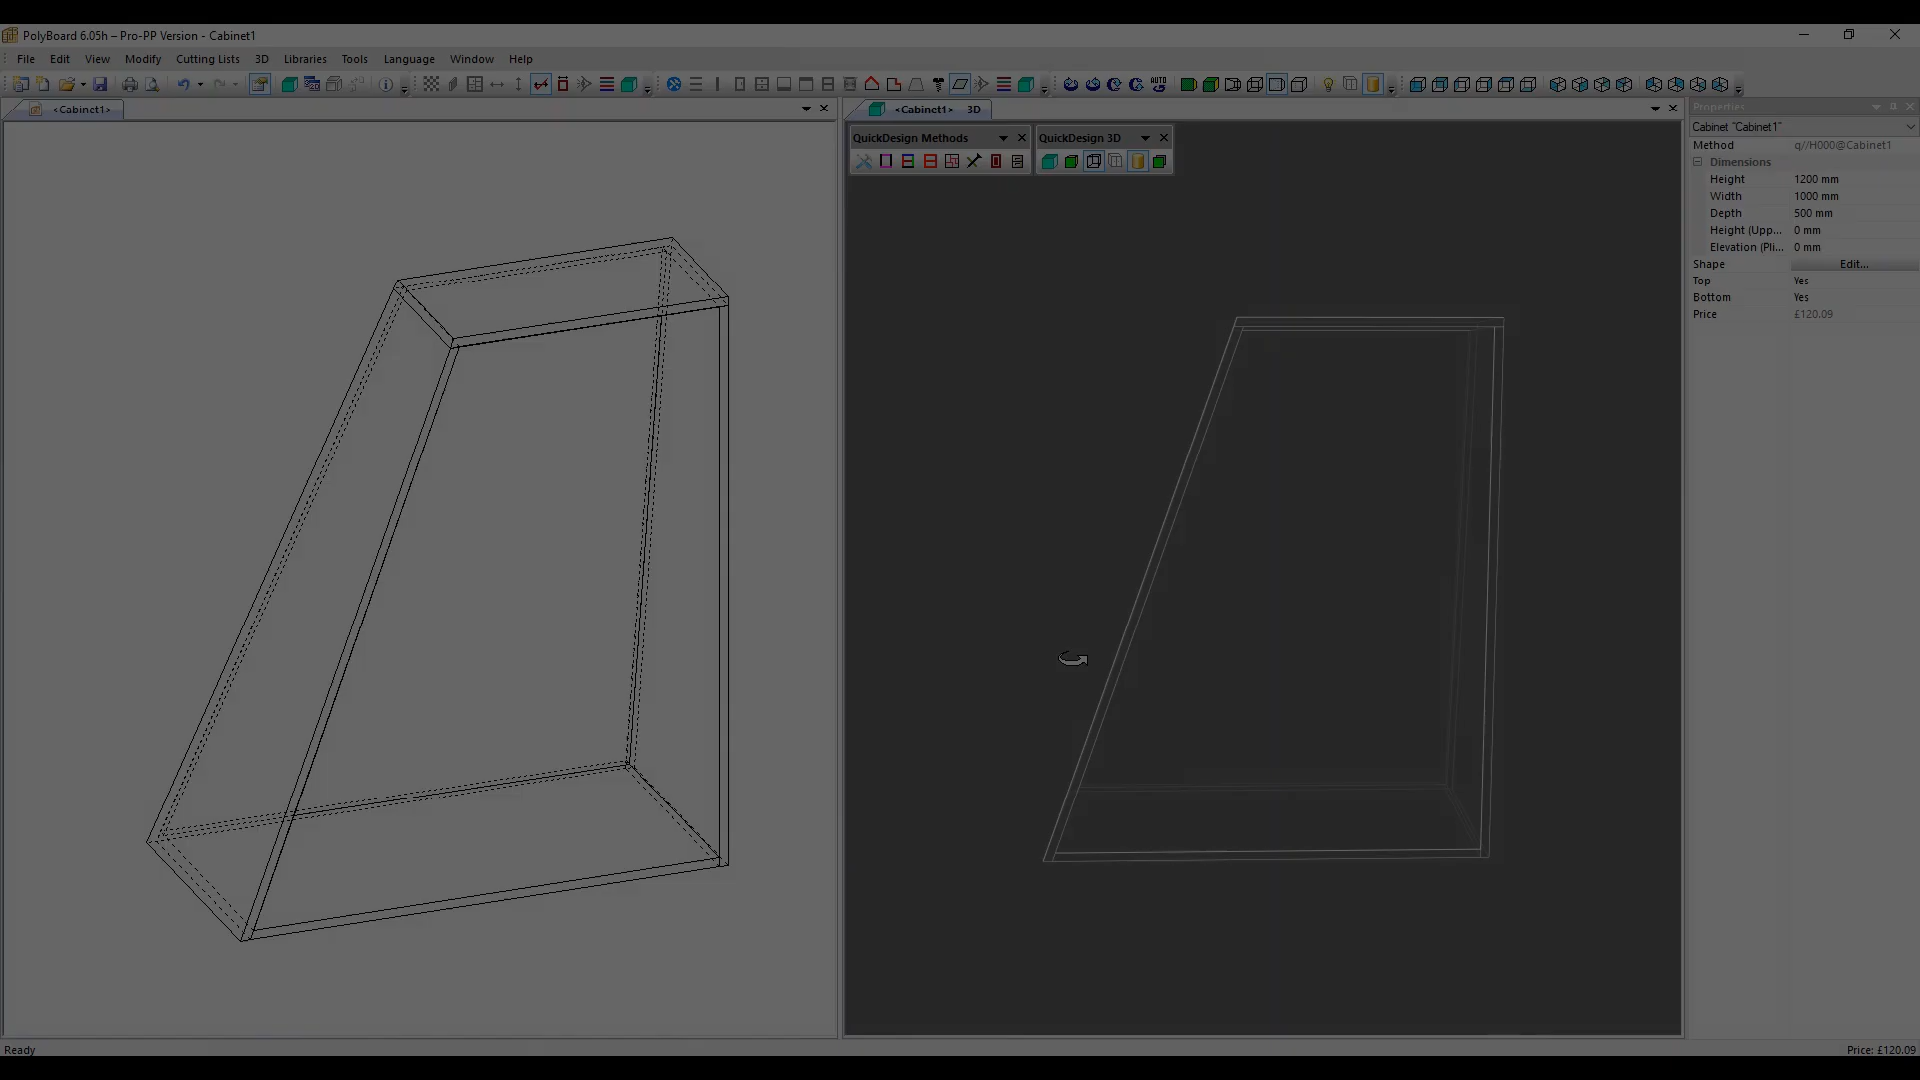 PolyBoard 6.05h – Pro-PP Version - Cabinet1
File Edit View Modify Cutting Lists 3D Libraries Tools Language Window Help
AUTO
<Cabinet1>
<Cabinet1> 3D
Properties
QuickDesign Methods
QuickDesign 3D
Cabinet "Cabinet1"
Method q//H000@Cabinet1
Dimensions
Height 1200 mm
Width 1000 mm
Depth 500 mm
Height (Upp... 0 mm
Elevation (Pli... 0 mm
Shape Edit...
Top Yes
Bottom Yes
Price £120.09
Ready
Price: £120.09